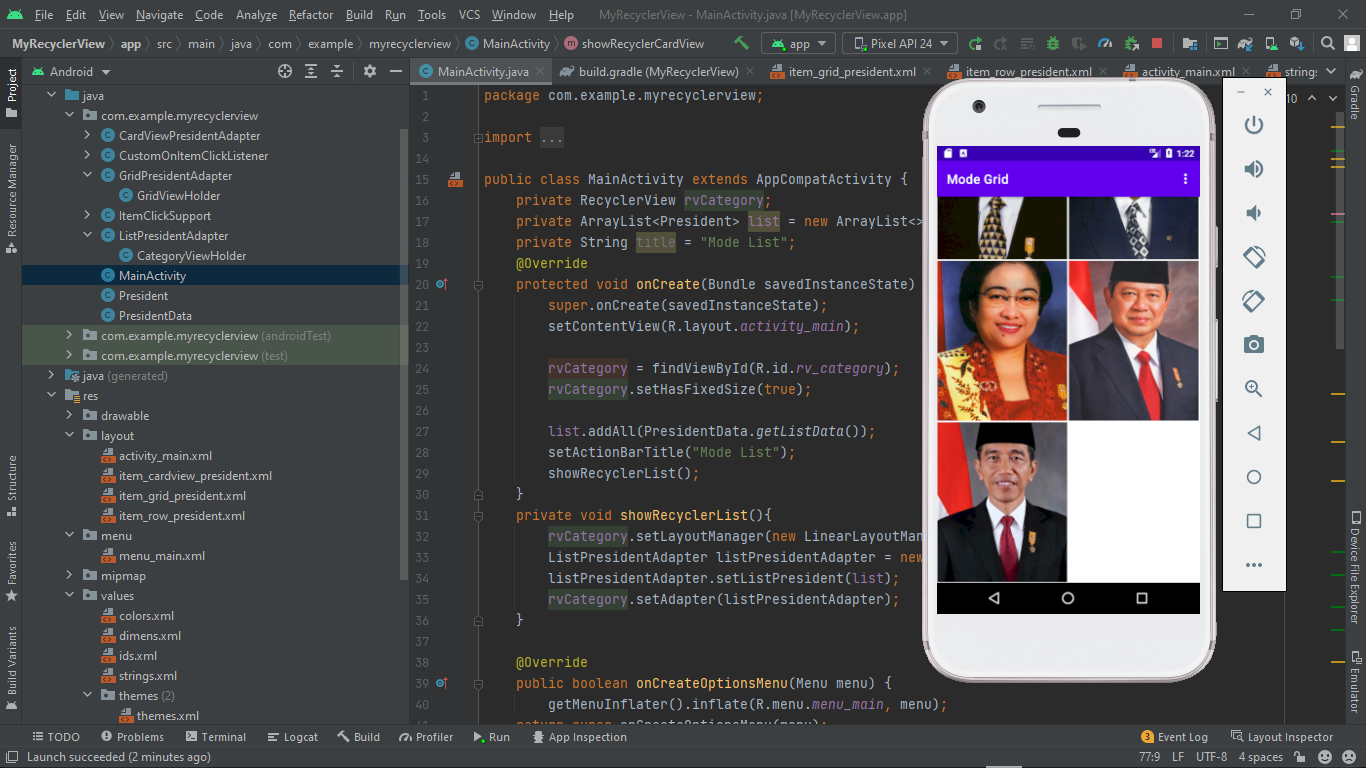 File Edit View Navigate Code Analyze Refactor Build Run Tools VCS Window Help MyRecyclerView - MainActivity.java [MyRecyclerView.app]
MyRecyclerView app src main java com example myrecyclerview MainActivity showRecyclerCardView app Pixel API 24
Android
MainActivity.java build.gradle (MyRecyclerView) item_grid_president.xml item_row_president.xml activity_main.xml strings
Project
Resource Manager
Structure
Favorites
Build Variants
java
com.example.myrecyclerview
CardViewPresidentAdapter
CustomOnItemClickListener
GridPresidentAdapter
GridViewHolder
ItemClickSupport
ListPresidentAdapter
CategoryViewHolder
MainActivity
President
PresidentData
com.example.myrecyclerview (androidTest)
com.example.myrecyclerview (test)
java (generated)
res
drawable
layout
activity_main.xml
item_cardview_president.xml
item_grid_president.xml
item_row_president.xml
menu
menu_main.xml
mipmap
values
colors.xml
dimens.xml
ids.xml
strings.xml
themes (2)
themes.xml
1 package com.example.myrecyclerview;
2
3 import ...
14
15 public class MainActivity extends AppCompatActivity {
16 private RecyclerView rvCategory;
17 private ArrayList<President> list = new ArrayList<>
18 private String title = "Mode List";
19 @Override
20 protected void onCreate(Bundle savedInstanceState)
21 super.onCreate(savedInstanceState);
22 setContentView(R.layout.activity_main);
23
24 rvCategory = findViewById(R.id.rv_category);
25 rvCategory.setHasFixedSize(true);
26
27 list.addAll(PresidentData.getListData());
28 setActionBarTitle("Mode List");
29 showRecyclerList();
30 }
31 private void showRecyclerList(){
32 rvCategory.setLayoutManager(new LinearLayoutMan
33 ListPresidentAdapter listPresidentAdapter = new
34 listPresidentAdapter.setListPresident(list);
35 rvCategory.setAdapter(listPresidentAdapter);
36 }
37
38 @Override
39 public boolean onCreateOptionsMenu(Menu menu) {
40 getMenuInflater().inflate(R.menu.menu_main, menu);
return super.onCreateOptionsMenu(menu);
1:22
Mode Grid
10
Gradle
Device File Explorer
Emulator
TODO Problems Terminal Logcat Build Profiler Run App Inspection 3 Event Log Layout Inspector
Launch succeeded (2 minutes ago) 77:9 LF UTF-8 4 spaces